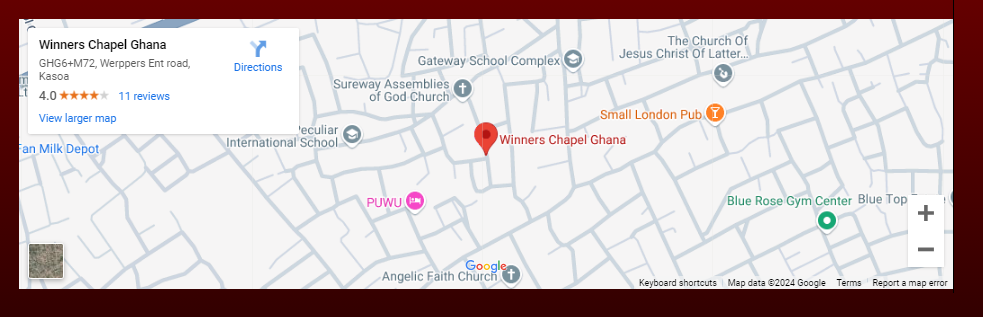 Winners Chapel Ghana
GHG6+M72, Werppers Ent road,
Kasoa
4.0
11 reviews
View larger map
Directions
Gateway School Complex
The Church Of
Jesus Christ Of Latter...
Sureway Assemblies
of God Church
Small London Pub
Peculiar
International School
Winners Chapel Ghana
Fan Milk Depot
PUWU
Blue Rose Gym Center
Blue Top
Google
Angelic Faith Church
Keyboard shortcuts
Map data ©2024 Google
Terms
Report a map error